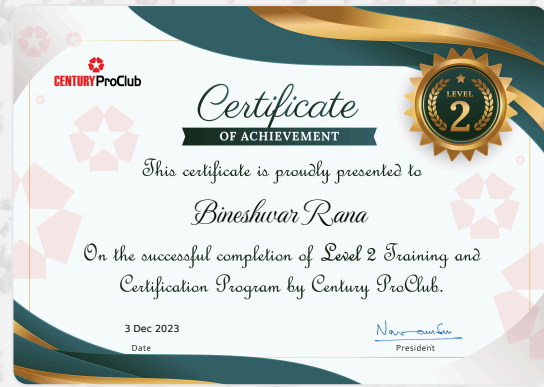 CENTURY ProClub
Certificate
OF ACHIEVEMENT
LEVEL
2
This certificate is proudly presented to
Bineshwar Rana
On the successful completion of Level 2 Training and
Certification Program by Century ProClub.
3 Dec 2023
Date
President